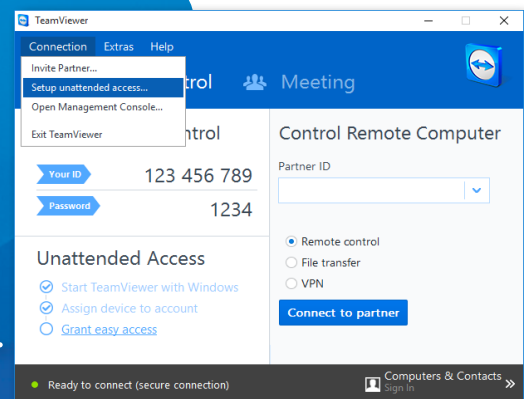 TeamViewer
Connection Extras Help
Invite Partner...
Setup unattended access...
Open Management Console...
Exit TeamViewer
trol
Meeting
ntrol
Your ID 123 456 789
Password 1234
Unattended Access
Start TeamViewer with Windows
Assign device to account
Grant easy access
Control Remote Computer
Partner ID
Remote control
File transfer
VPN
Connect to partner
Ready to connect (secure connection)
Computers & Contacts
Sign In